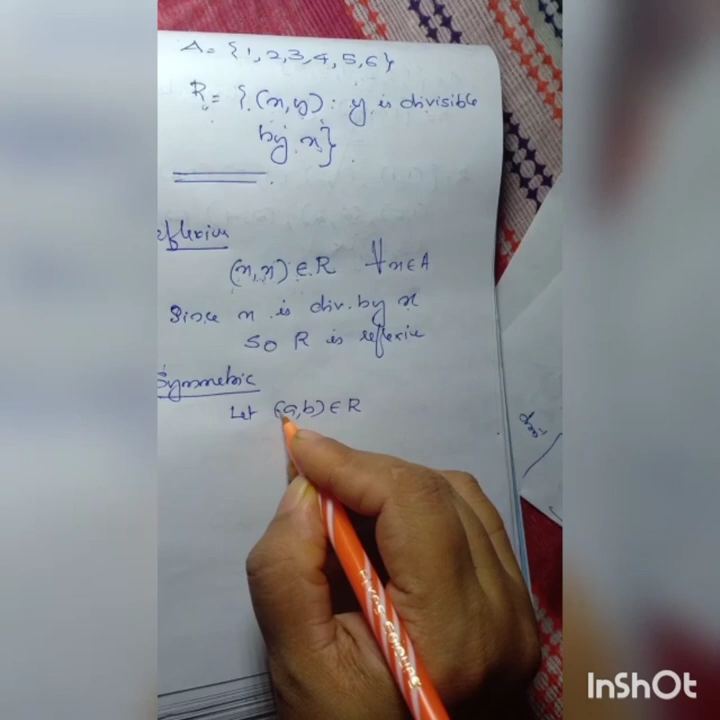 A = {1,2,3,4,5,6}
R = {(x,y): y is divisible
by x}
eflexive
(x,x) ∈ R ∀ x ∈ A
Since x is div. by x
So R is reflexive
Symmetric
Let (a,b) ∈ R
InShOt